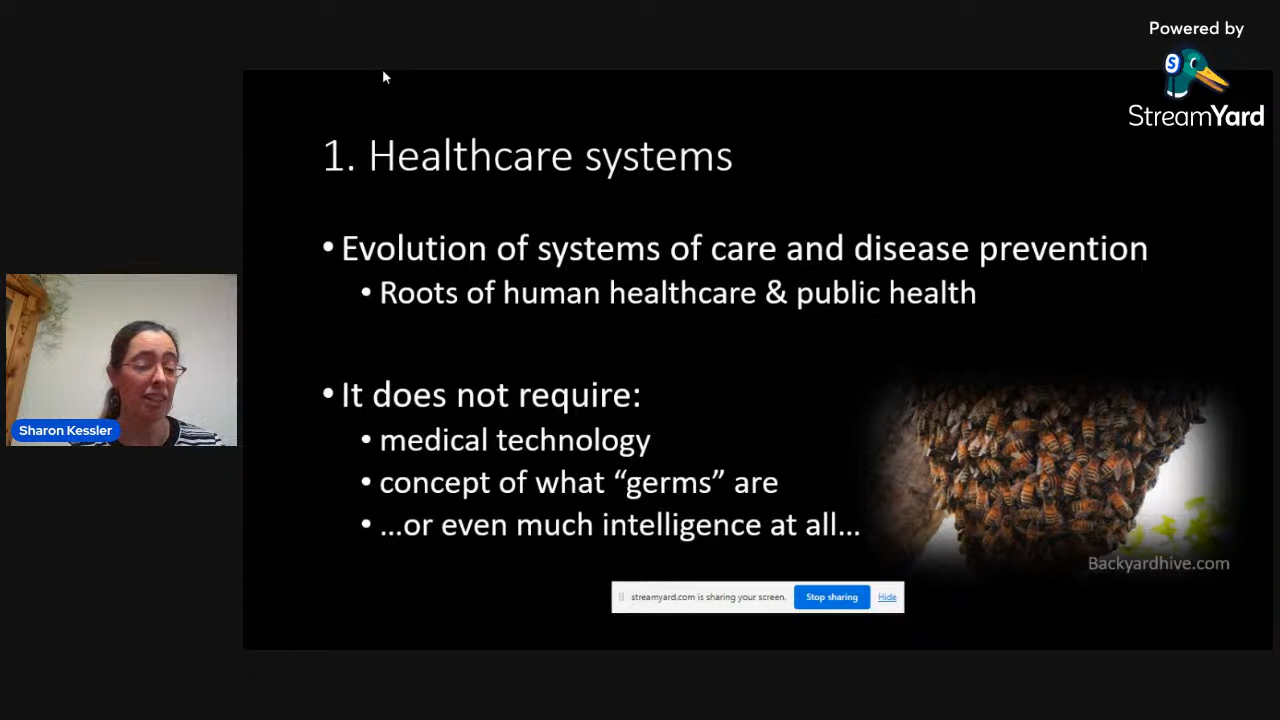 Powered by
StreamYard
1. Healthcare systems
• Evolution of systems of care and disease prevention
• Roots of human healthcare & public health
• It does not require:
• medical technology
• concept of what “germs” are
• …or even much intelligence at all…
Backyardhive.com
streamyard.com is sharing your screen. Stop sharing Hide
Sharon Kessler